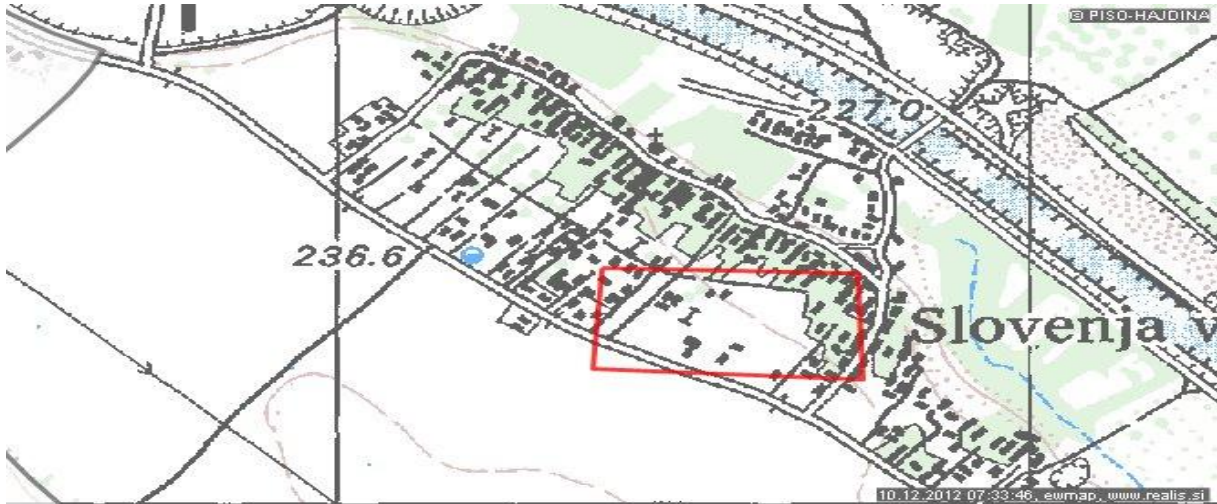 © PISO-HAJDINA
227.0
236.6
Slovenja v
10.12.2012 07:33:46, ewmap, www.realis.si